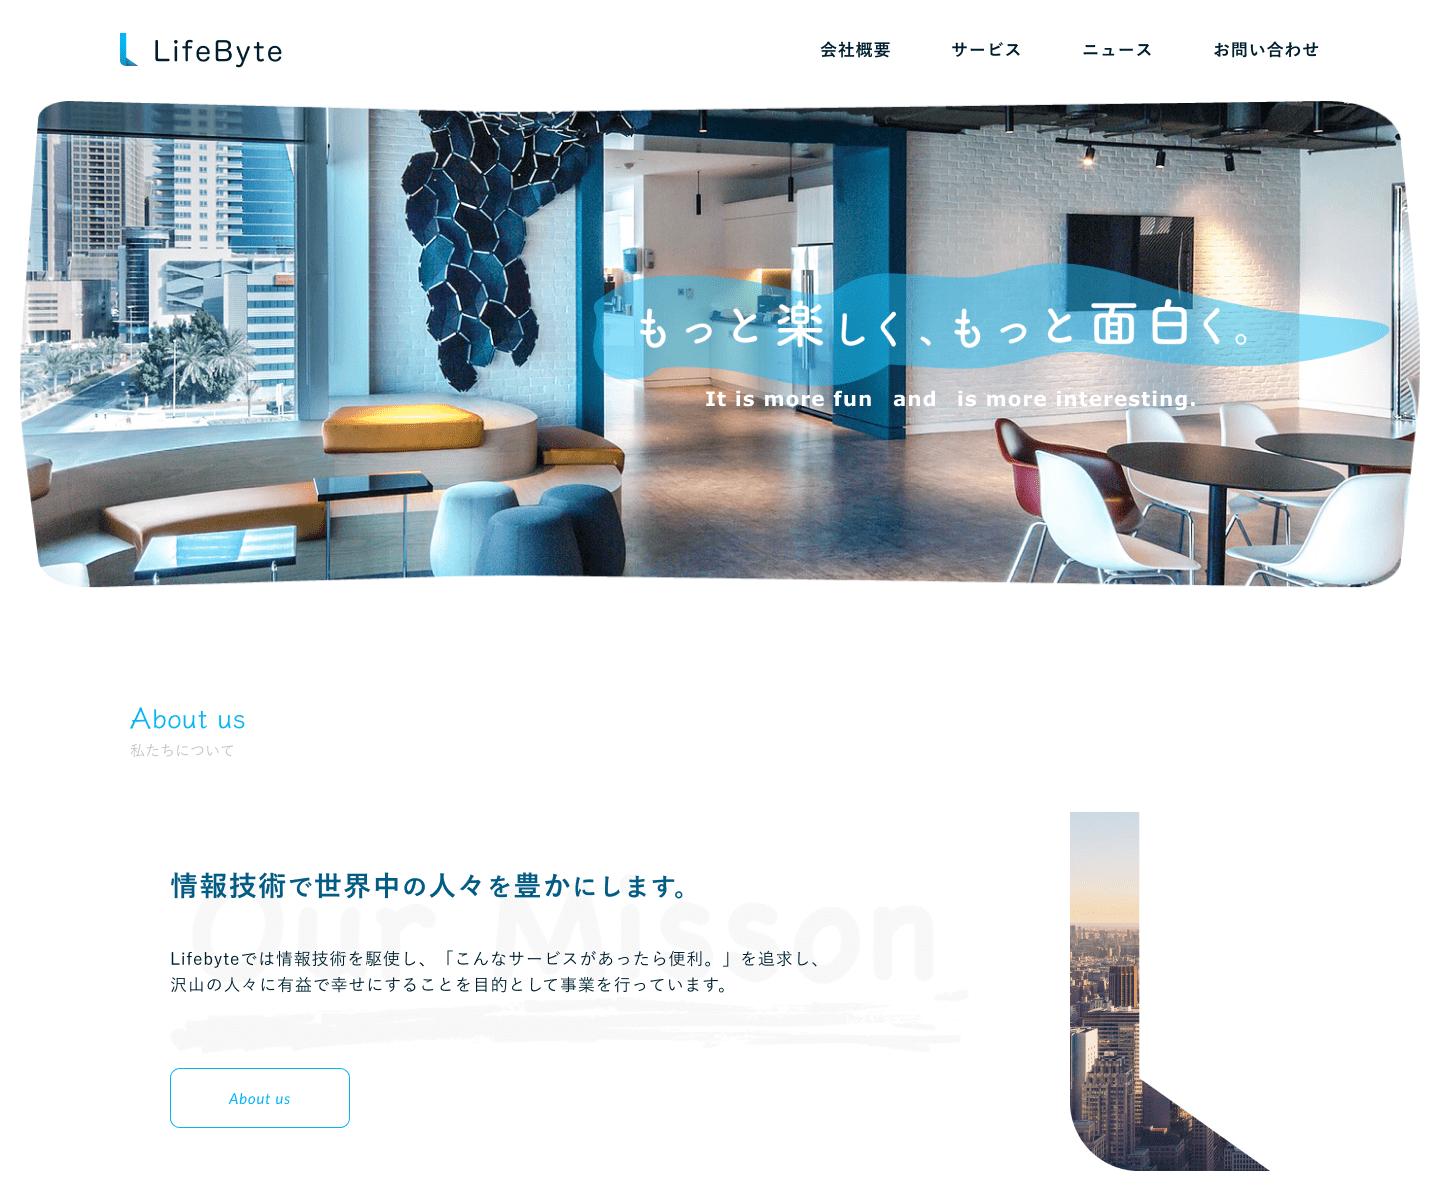 LifeByte
会社概要
サービス
ニュース
お問い合わせ
もっと楽しく、もっと面白く。
It is more fun and is more interesting.
About us
私たちについて
情報技術で世界中の人々を豊かにします。
Our Misson
Lifebyteでは情報技術を駆使し、「こんなサービスがあったら便利。」を追求し、
沢山の人々に有益で幸せにすることを目的として事業を行っています。
About us